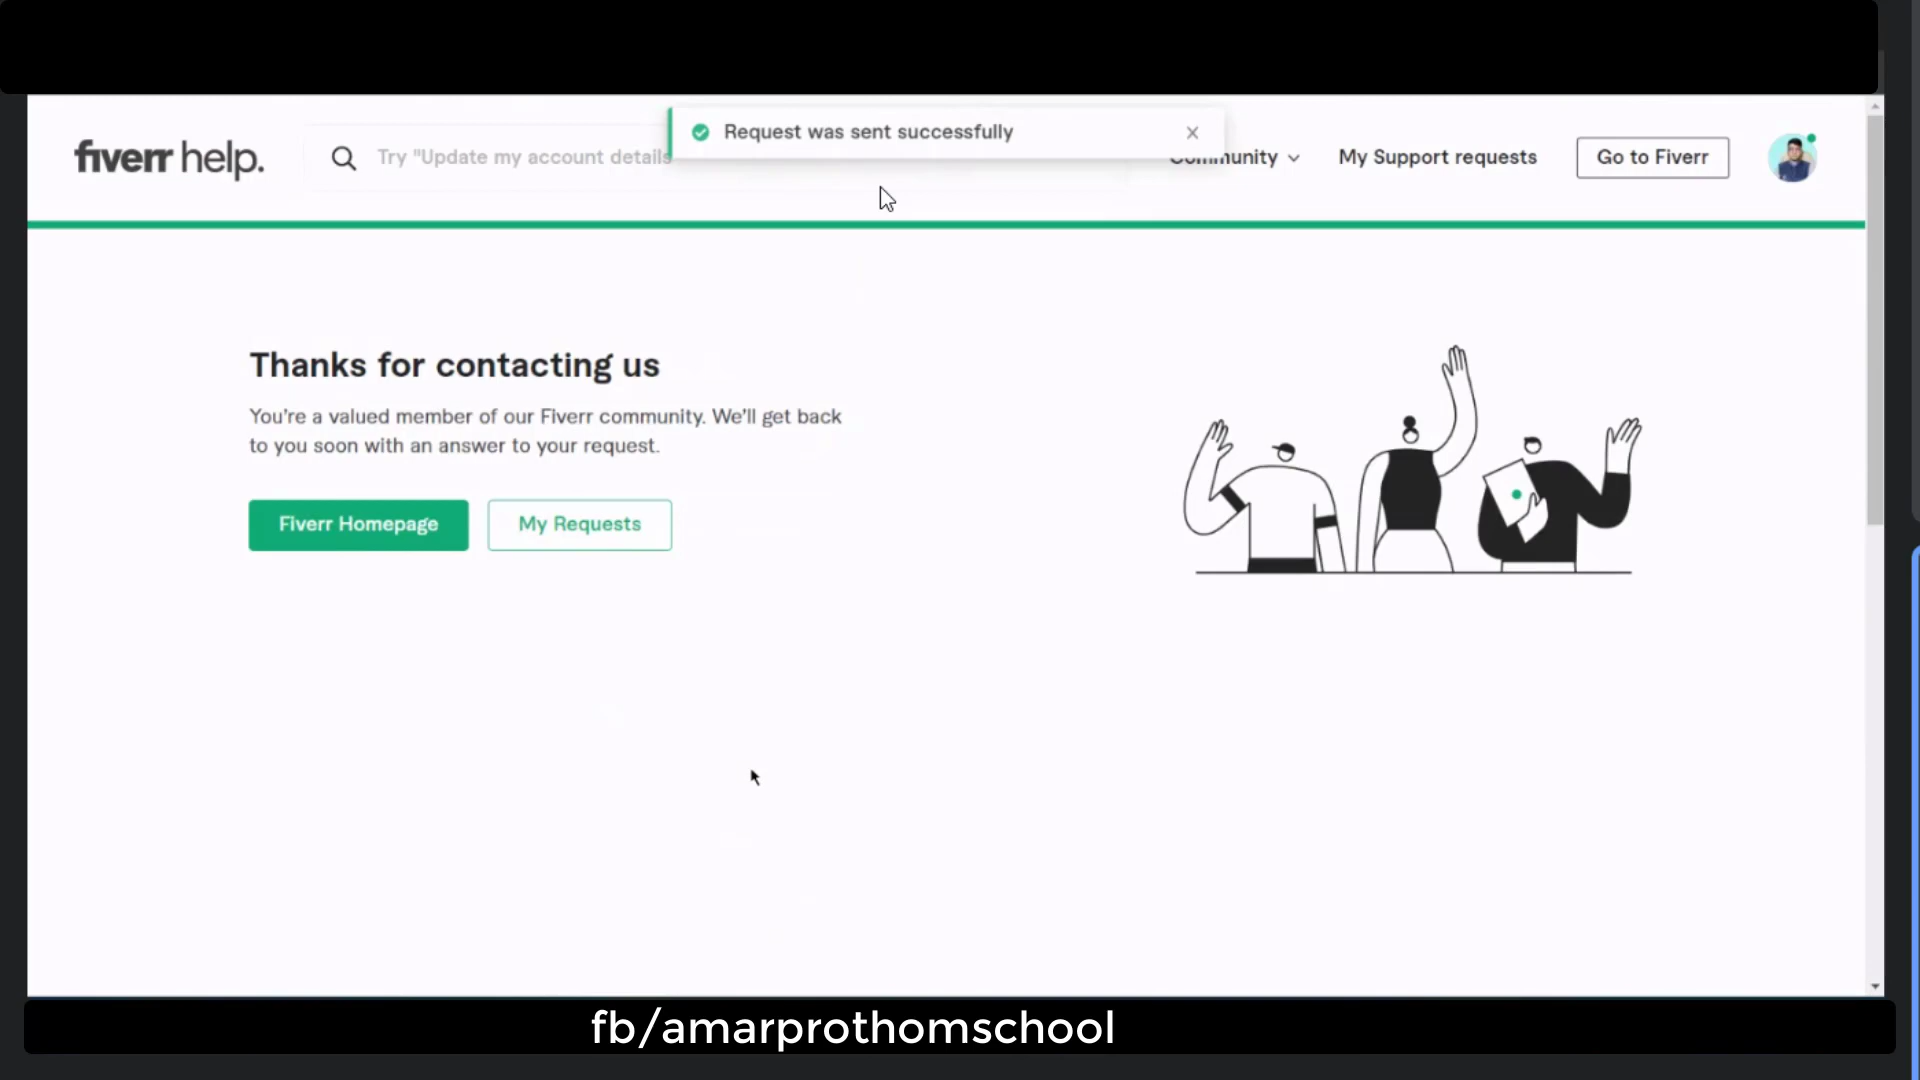 Request was sent successfully
fiverr help.
Try "Update my account details
My Support requests
Go to Fiverr
Thanks for contacting us
You're a valued member of our Fiverr community. We'll get back
to you soon with an answer to your request.
Fiverr Homepage
My Requests
fb/amarprothomschool